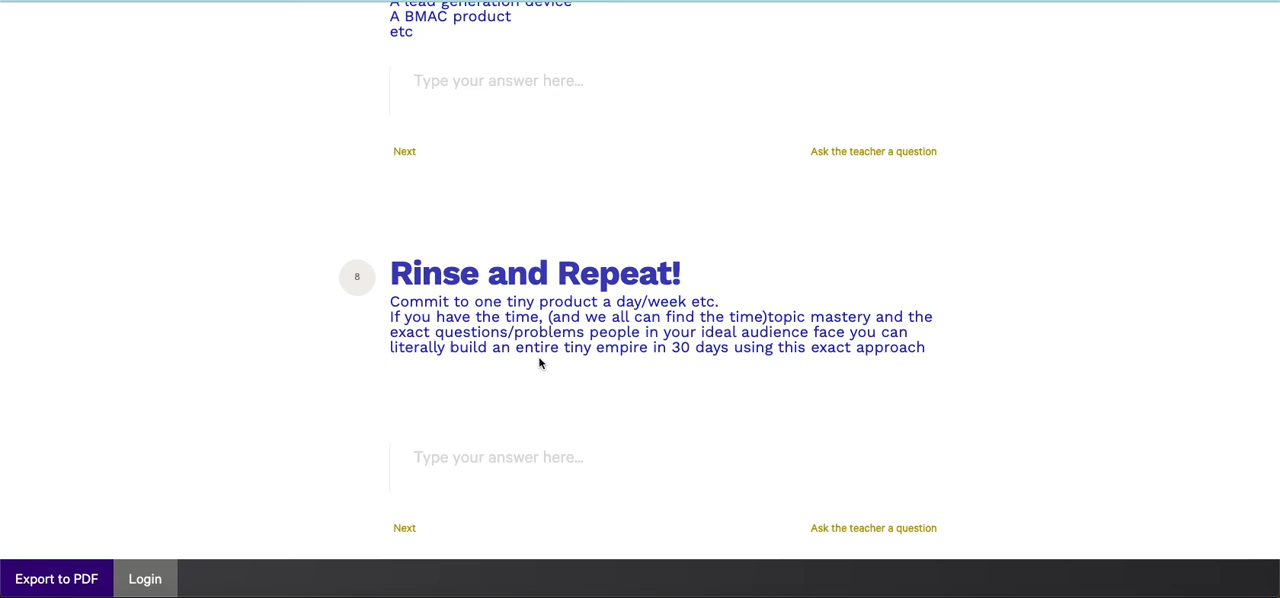 A lead generation device
A BMAC product
etc
Type your answer here...
Next
Ask the teacher a question
8
Rinse and Repeat!
Commit to one tiny product a day/week etc.
If you have the time, (and we all can find the time)topic mastery and the
exact questions/problems people in your ideal audience face you can
literally build an entire tiny empire in 30 days using this exact approach
Type your answer here...
Next
Ask the teacher a question
Export to PDF
Login